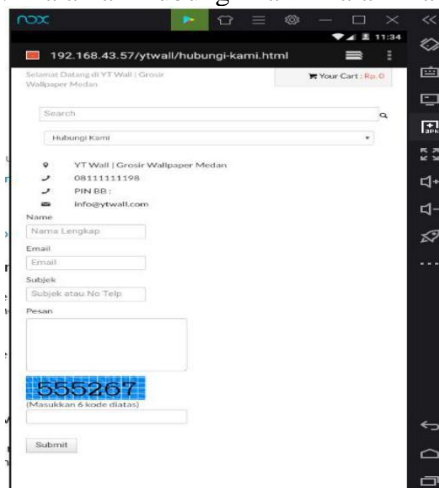 nox
11:34
192.168.43.57/ytwall/hubungi-kami.html
Selamat Datang di YT Wall | Grosir
Wallpaper Medan
Your Cart : Rp. 0
Search
Hubungi Kami
YT Wall | Grosir Wallpaper Medan
08111111198
PIN BB :
info@ytwall.com
Name
Nama Lengkap
Email
Email
Subjek
Subjek atau No Telp
Pesan
555267
(Masukkan 6 kode diatas)
Submit